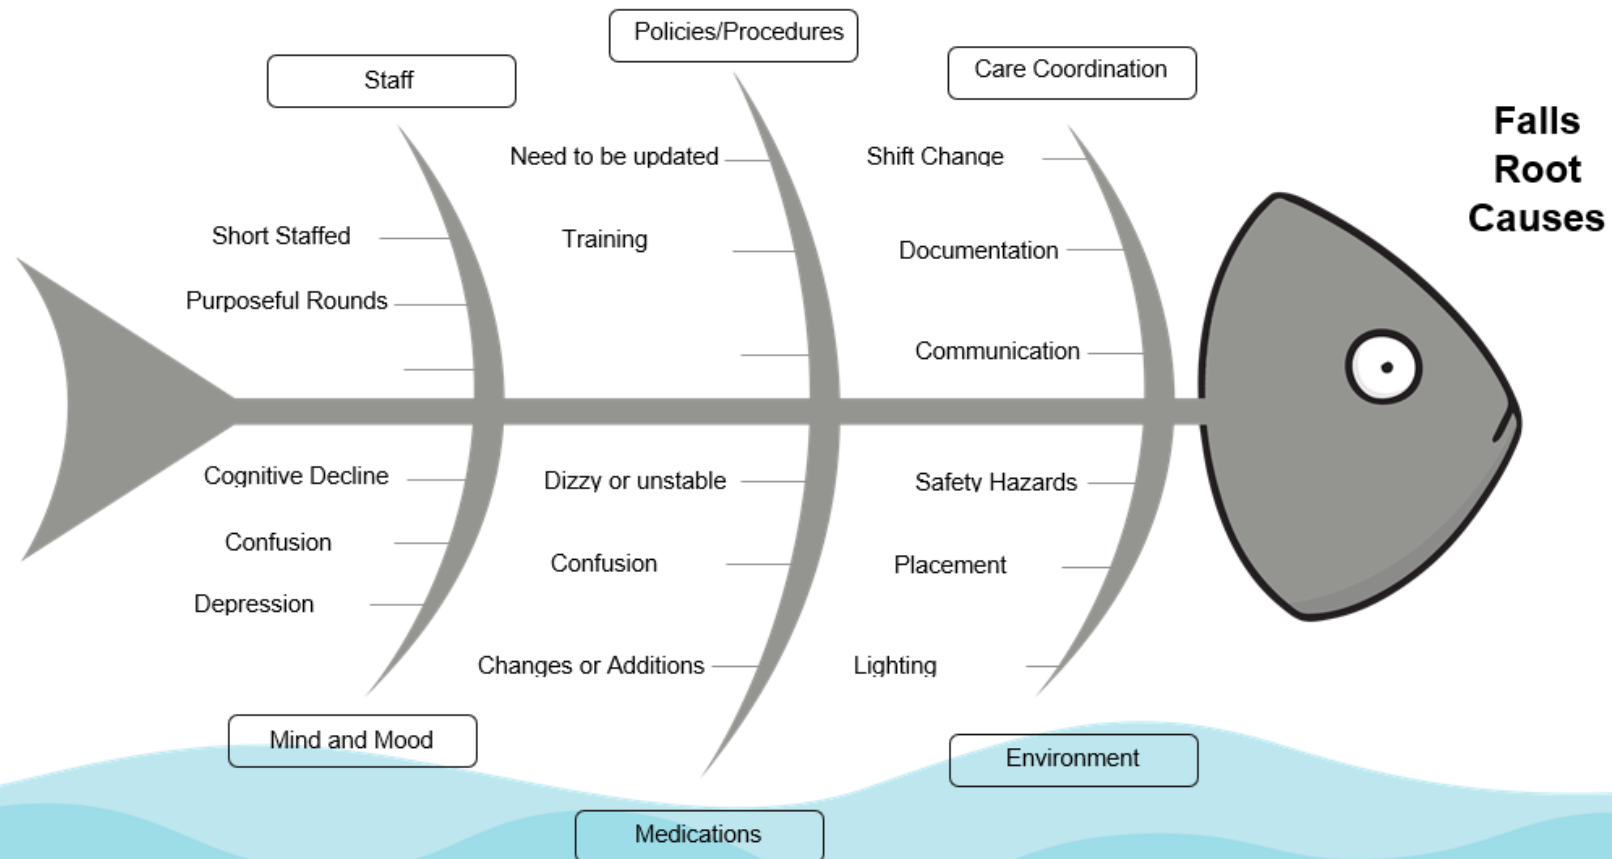 Policies/Procedures
Staff
Care Coordination
Falls
Root
Causes
Need to be updated
Shift Change
Short Staffed
Training
Documentation
Purposeful Rounds
Communication
Cognitive Decline
Dizzy or unstable
Safety Hazards
Confusion
Confusion
Placement
Depression
Changes or Additions
Lighting
Mind and Mood
Environment
Medications